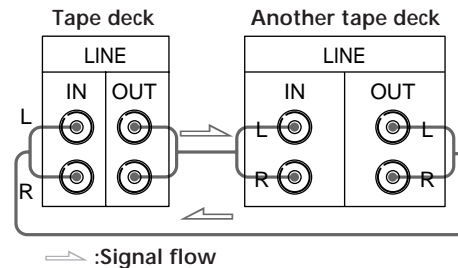 Tape deck Another tape deck
LINE LINE
IN OUT IN OUT
L L L
R R R
:Signal flow